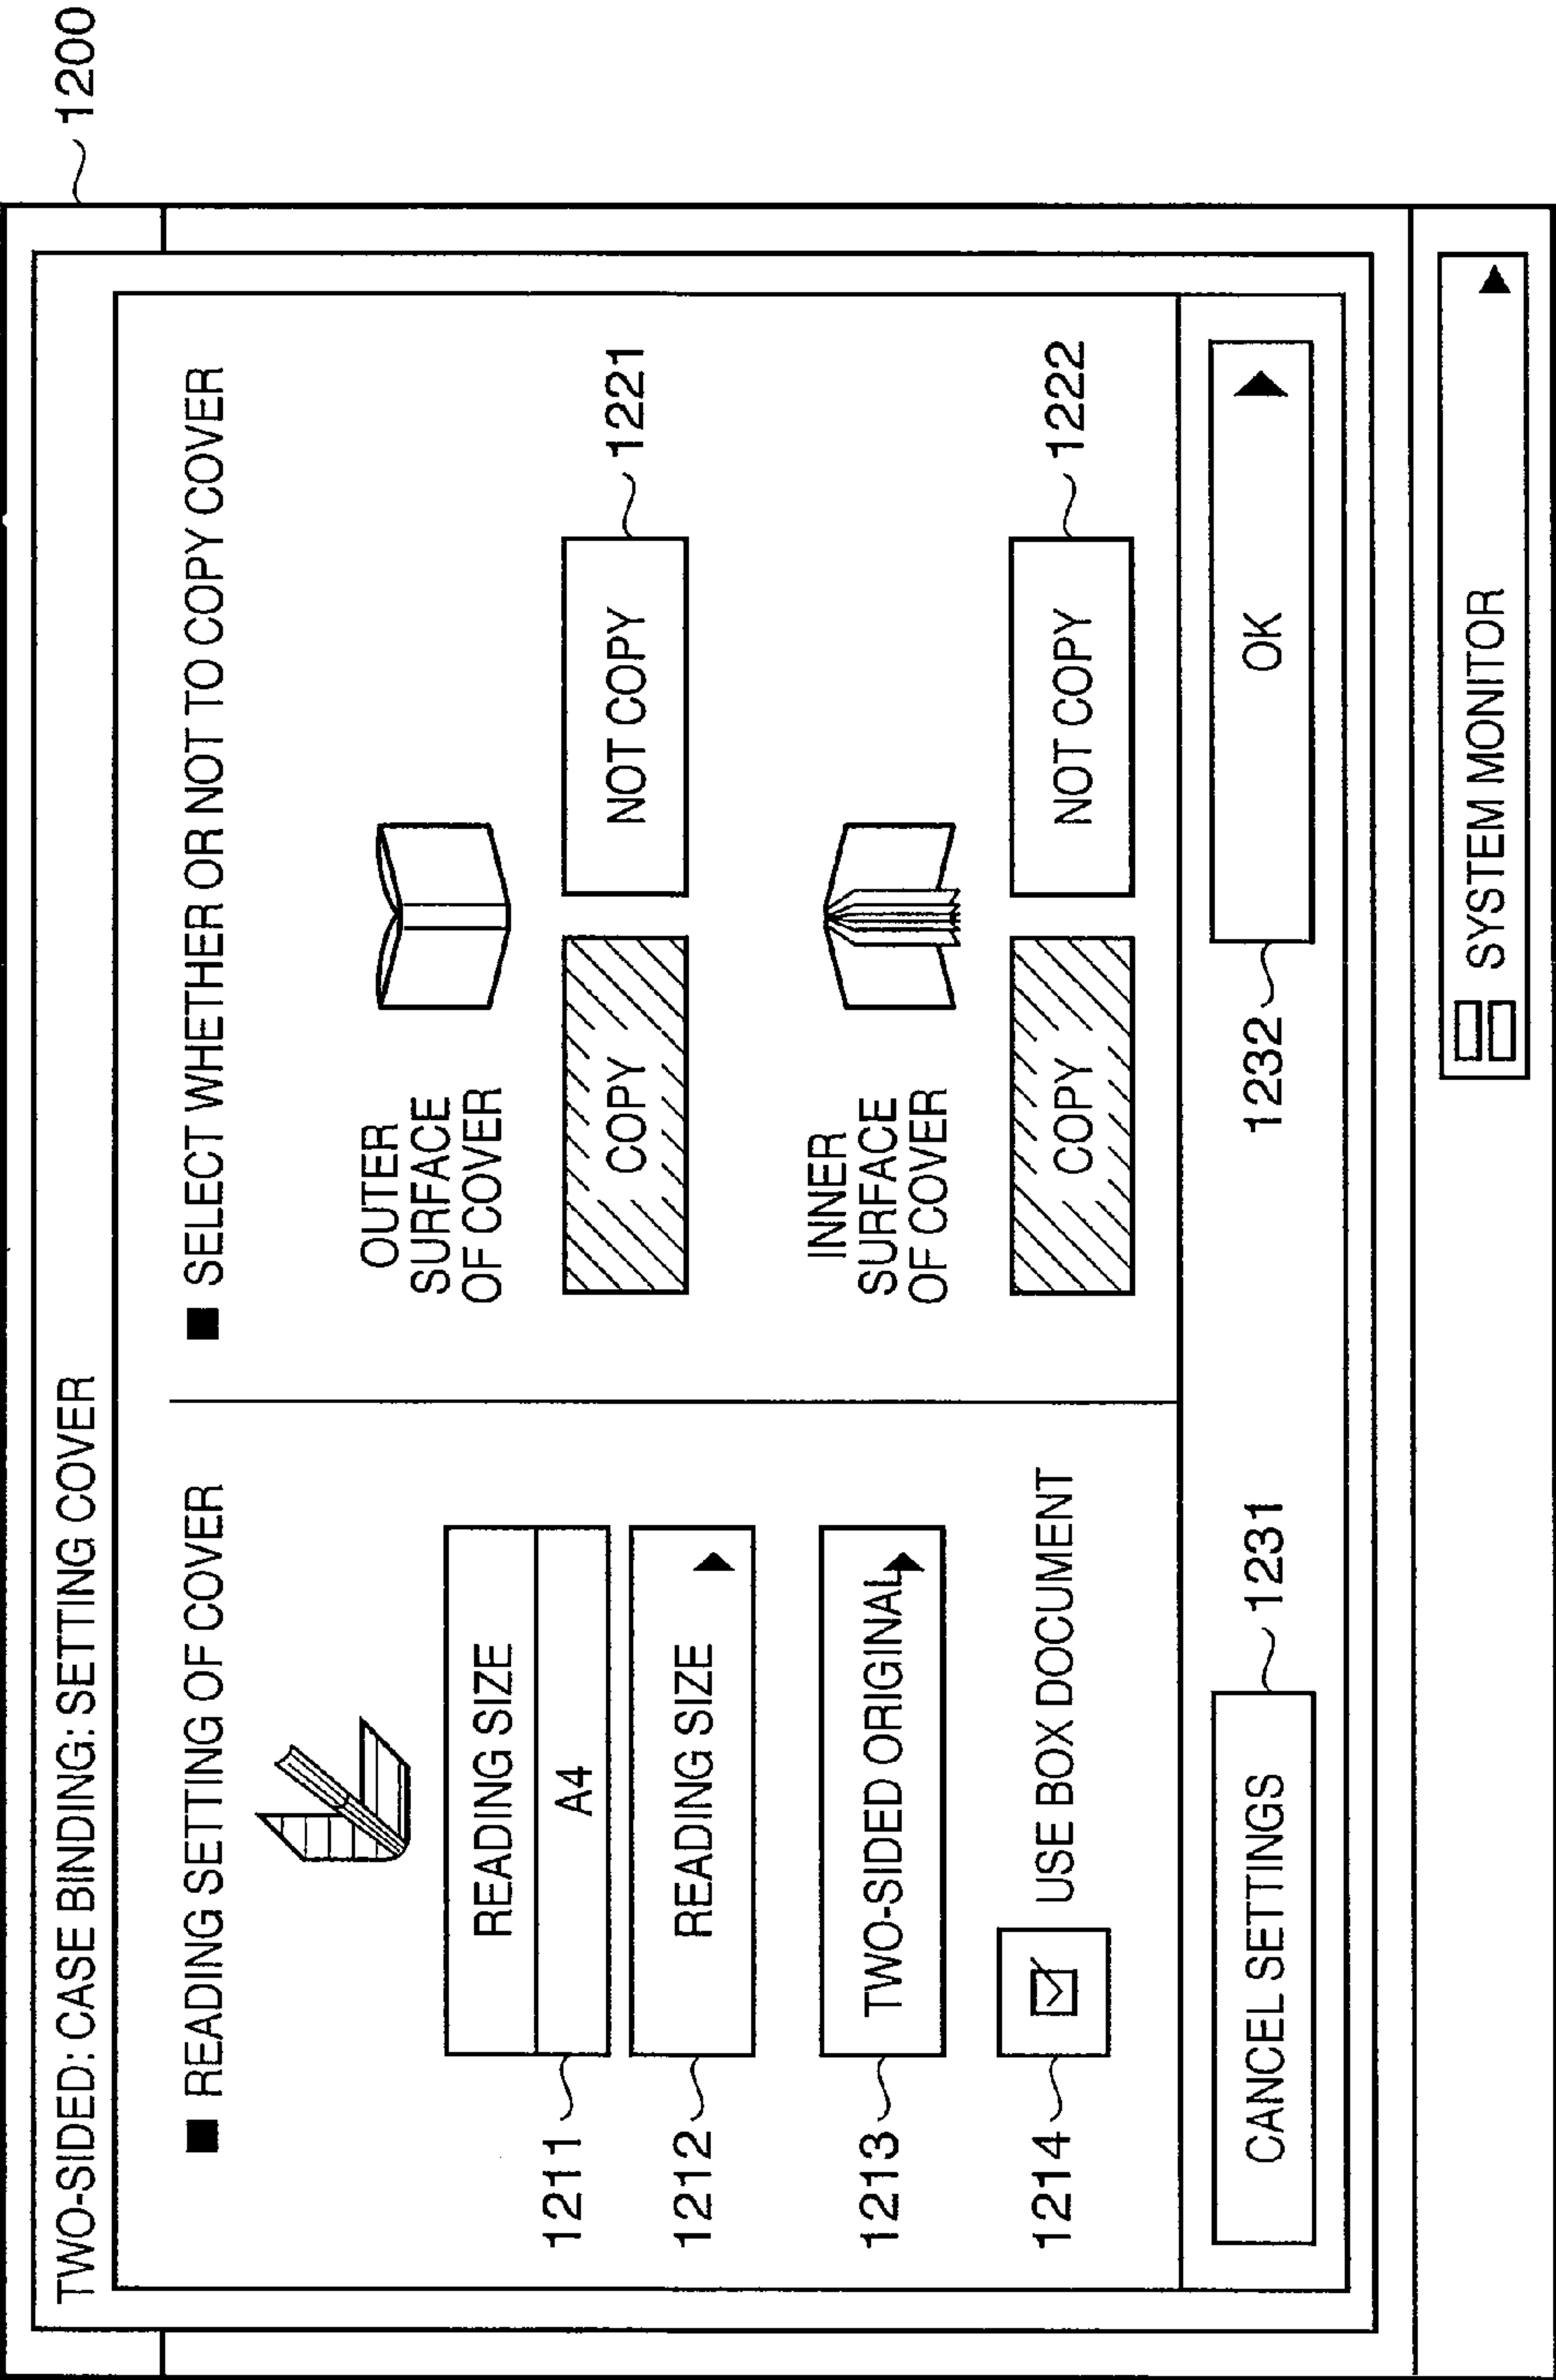 1200
TWO-SIDED: CASE BINDING: SETTING COVER
■ READING SETTING OF COVER
READING SIZE
A4
1211
READING SIZE
1212
TWO-SIDED ORIGINAL
1213
USE BOX DOCUMENT
1214
■ SELECT WHETHER OR NOT TO COPY COVER
OUTER
SURFACE
OF COVER
COPY
NOT COPY
1221
INNER
SURFACE
OF COVER
COPY
NOT COPY
1222
CANCEL SETTINGS
1231
1232
OK
SYSTEM MONITOR